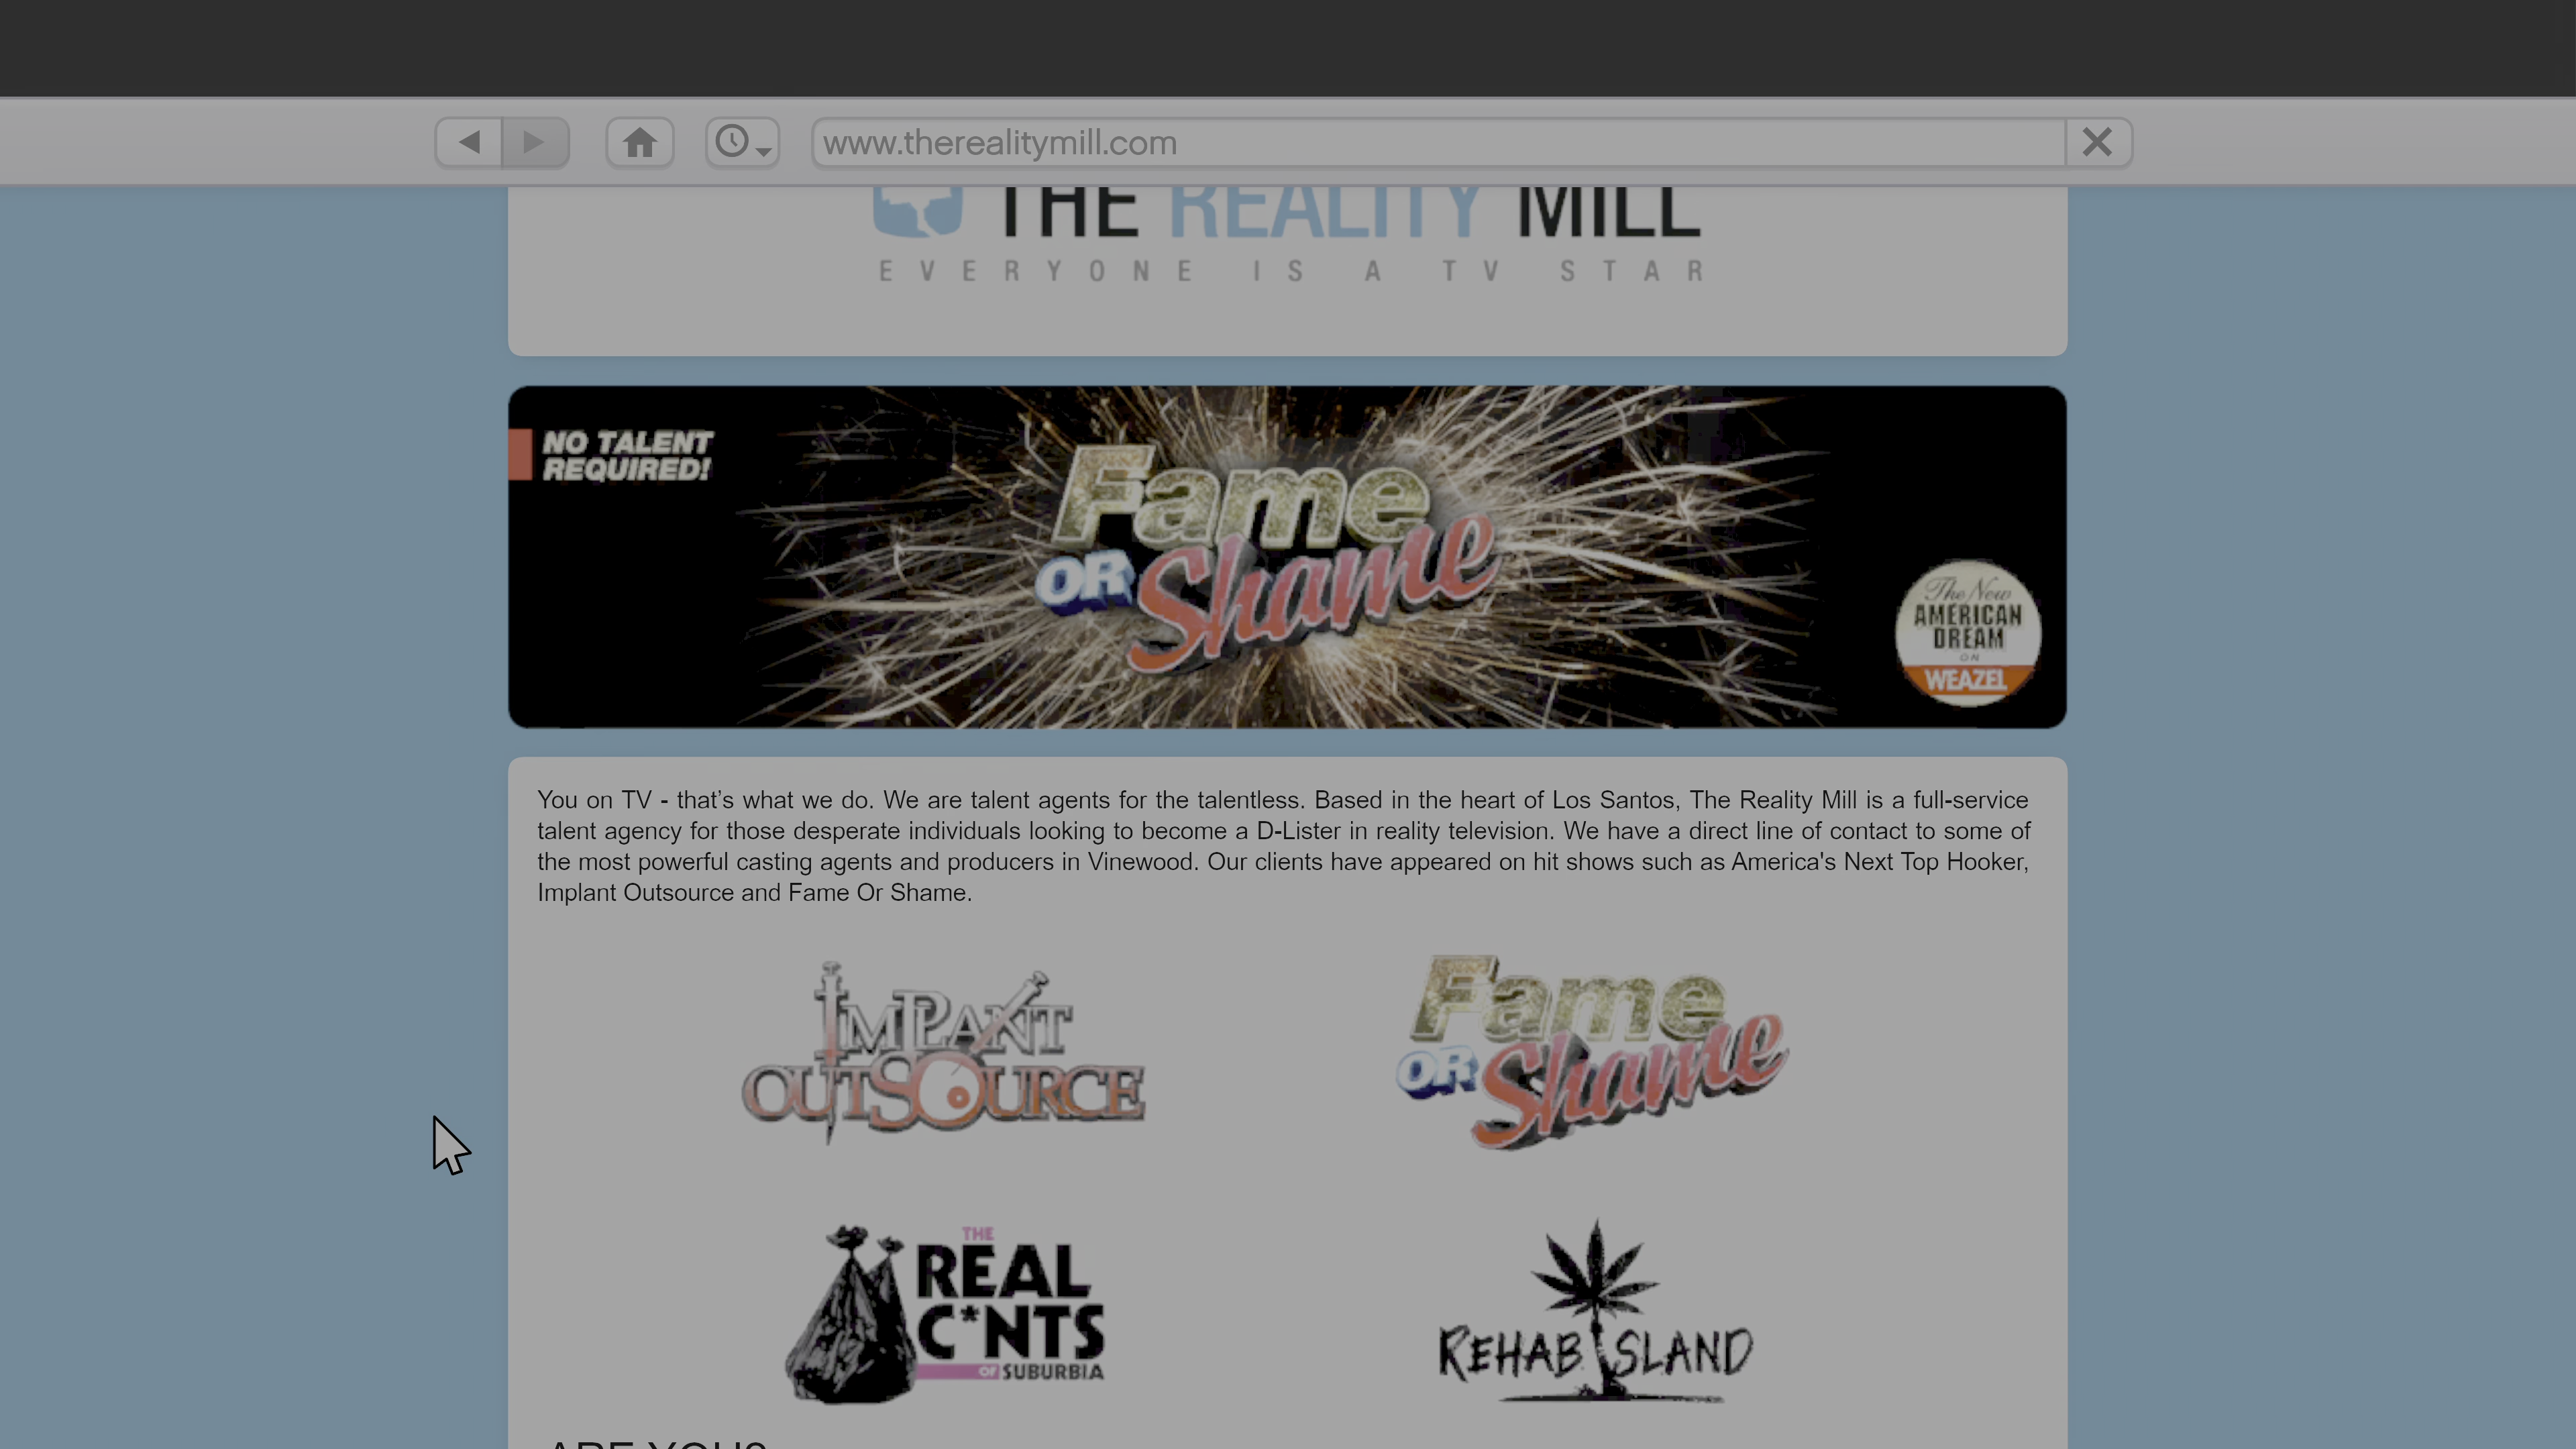 www.therealitymill.com
THE REALITY MILL
EVERYONE IS A TV STAR
NO TALENT
REQUIRED!
Fame
OR Shame
The New
AMERICAN
DREAM
ON
WEAZEL
You on TV - that’s what we do. We are talent agents for the talentless. Based in the heart of Los Santos, The Reality Mill is a full-service
talent agency for those desperate individuals looking to become a D-Lister in reality television. We have a direct line of contact to some of
the most powerful casting agents and producers in Vinewood. Our clients have appeared on hit shows such as America's Next Top Hooker,
Implant Outsource and Fame Or Shame.
IMPLANT
OUTSOURCE
Fame
OR Shame
THE
REAL
C*NTS
OF SUBURBIA
REHAB ISLAND
ARE YOU?